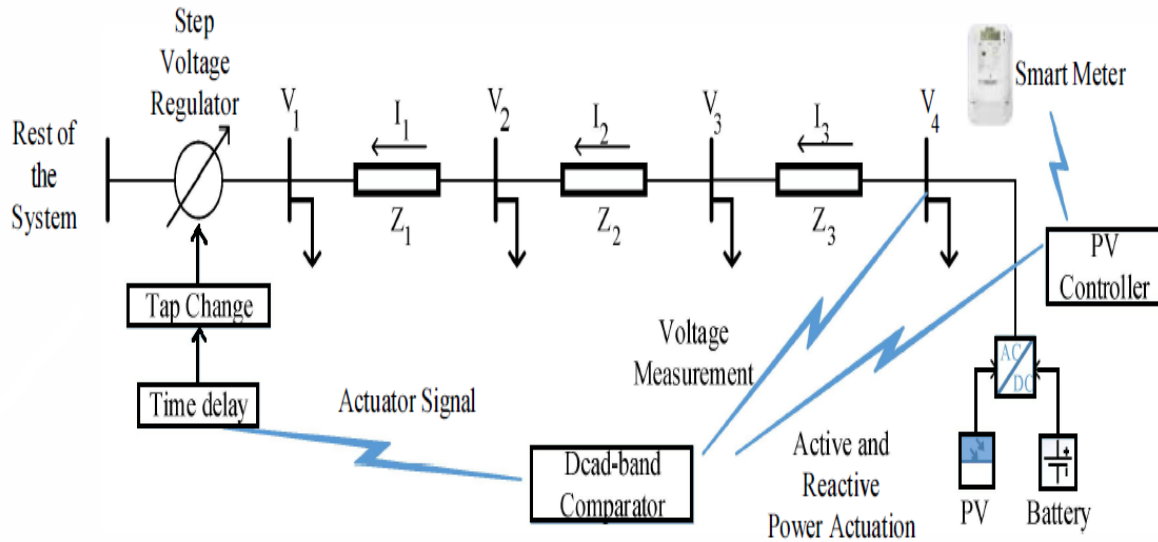 Step
Voltage
Regulator
Rest of
the
System
V1
I1
Z1
V2
I2
Z2
V3
I3
Z3
V4
Smart Meter
PV
Controller
Tap Change
Time delay
Actuator Signal
Dcad-band
Comparator
Voltage
Measurement
Active and
Reactive
Power Actuation
AC
DC
PV
Battery